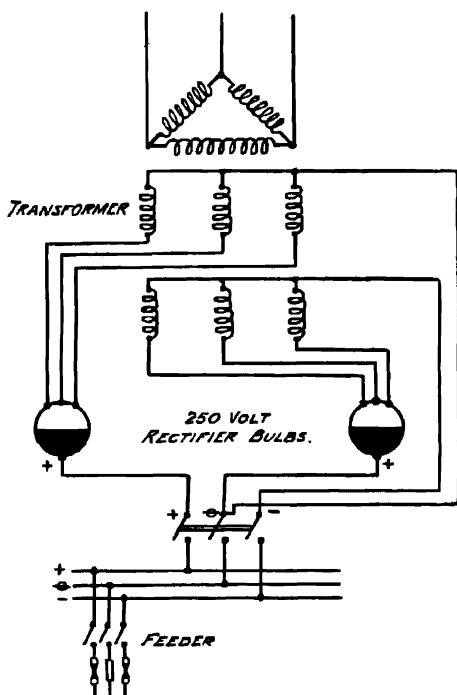 TRANSFORMER
250 VOLT
RECTIFIER BULBS.
+ +
+ -
+
-
FEEDER